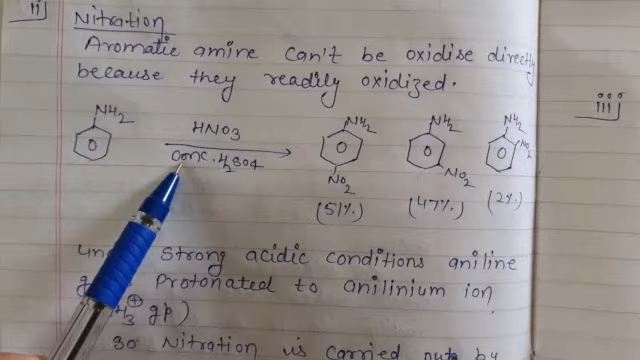 ii
Nitration
Aromatic amine can't be oxidise directly
because they readily oxidized.
iii
NH2
HNO3
conc. H2SO4
NH2
NO2
(51%)
NH2
NO2
(47%)
NH2
NO2
(2%)
Strong acidic conditions aniline
Protonated to anilinium ion
gp)
so Nitration is carried out by